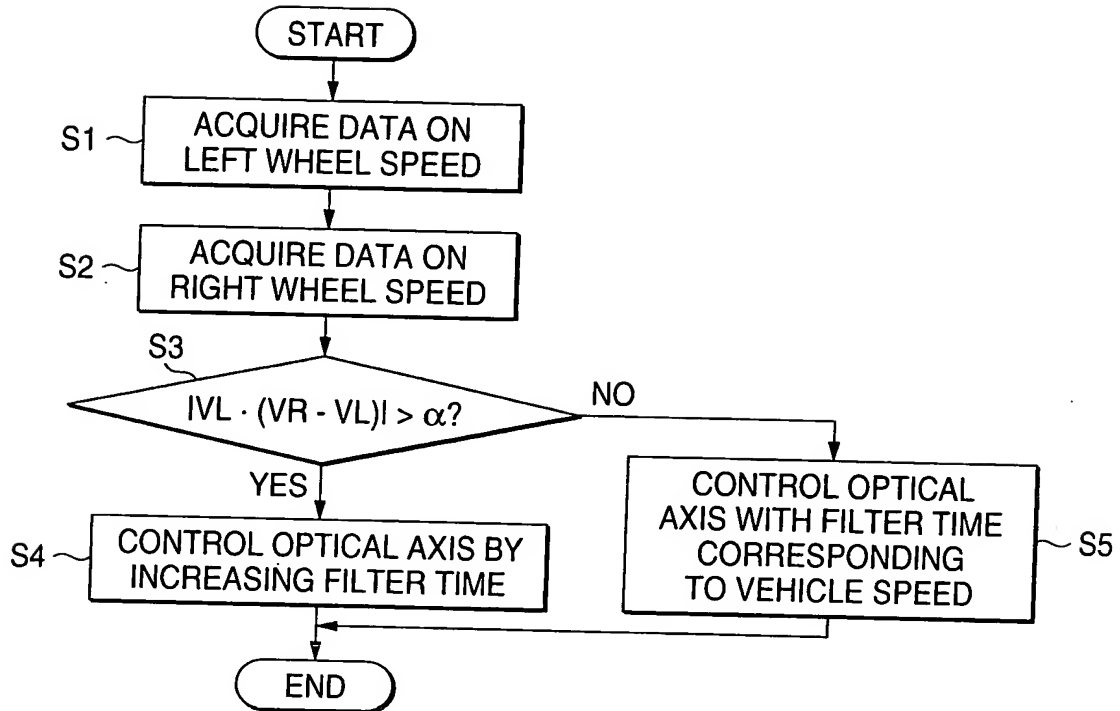 START
S1
ACQUIRE DATA ON
LEFT WHEEL SPEED
S2
ACQUIRE DATA ON
RIGHT WHEEL SPEED
S3
|VL · (VR - VL)| > α?
NO
YES
S4
CONTROL OPTICAL AXIS BY
INCREASING FILTER TIME
CONTROL OPTICAL
AXIS WITH FILTER TIME
CORRESPONDING
TO VEHICLE SPEED
S5
END